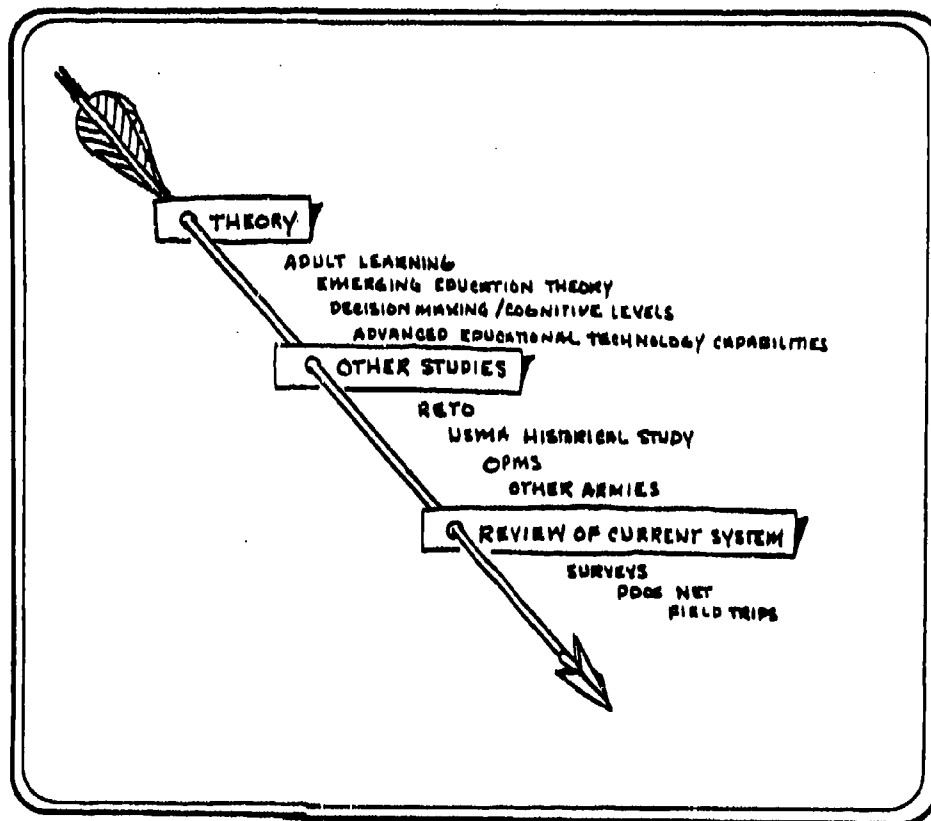 THEORY
ADULT LEARNING
EMERGING EDUCATION THEORY
DECISION MAKING/COGNITIVE LEVELS
ADVANCED EDUCATIONAL TECHNOLOGY CAPABILITIES
OTHER STUDIES
RETO
USMA HISTORICAL STUDY
OPMS
OTHER ARMIES
REVIEW OF CURRENT SYSTEM
SURVEYS
PDOS NET
FIELD TRIPS